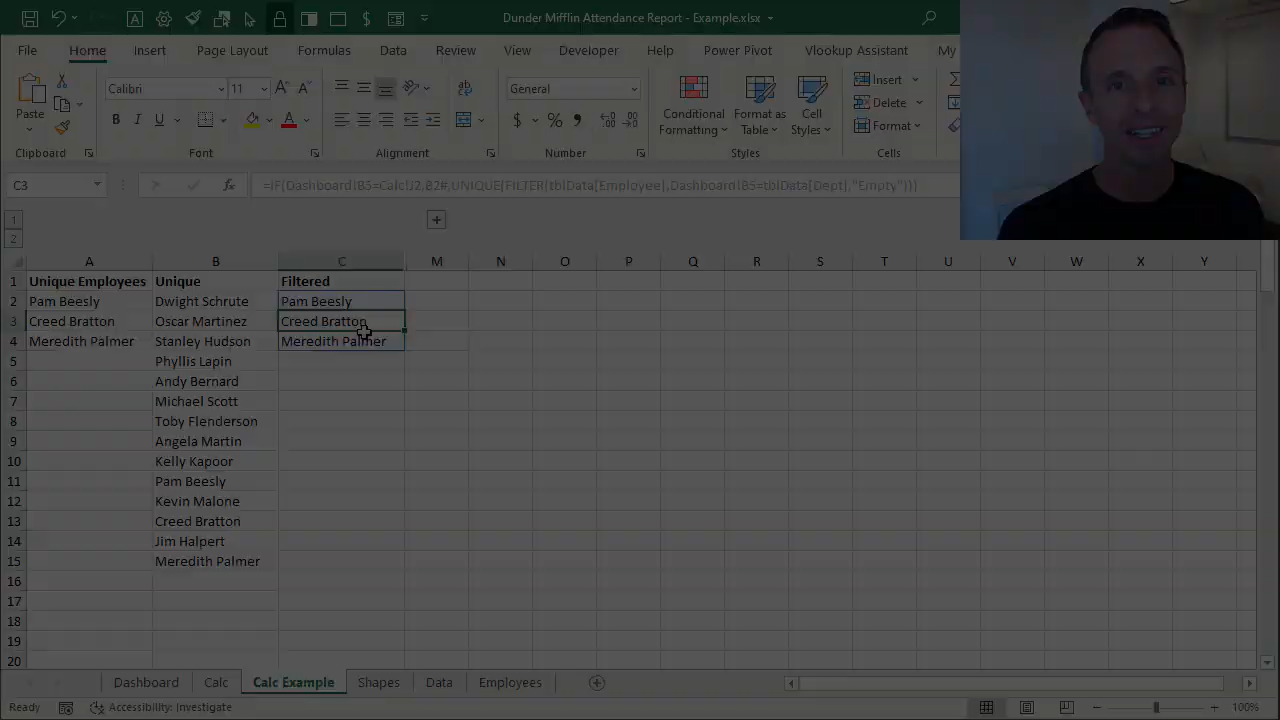 Dunder Mifflin Attendance Report - Example.xlsx
File Home Insert Page Layout Formulas Data Review View Developer Help Power Pivot Vlookup Assistant My
Paste
Clipboard
Calibri 11
B I U
Font
Alignment
General
$ % 9
Number
Conditional Formatting
Format as Table
Cell Styles
Styles
Insert
Delete
Format
Cells
C3
fx =IF(Dashboard!B5=Calc!J2,B2#,UNIQUE(FILTER(tblData[Employee],Dashboard!B5=tblData[Dept],"Empty")))
1
2
A B C M N O P Q R S T U V W X Y
1 Unique Employees Unique Filtered
2 Pam Beesly Dwight Schrute Pam Beesly
3 Creed Bratton Oscar Martinez Creed Bratton
4 Meredith Palmer Stanley Hudson Meredith Palmer
5 Phyllis Lapin
6 Andy Bernard
7 Michael Scott
8 Toby Flenderson
9 Angela Martin
10 Kelly Kapoor
11 Pam Beesly
12 Kevin Malone
13 Creed Bratton
14 Jim Halpert
15 Meredith Palmer
16
17
18
19
20
Dashboard Calc Calc Example Shapes Data Employees
Ready Accessibility: Investigate 100%